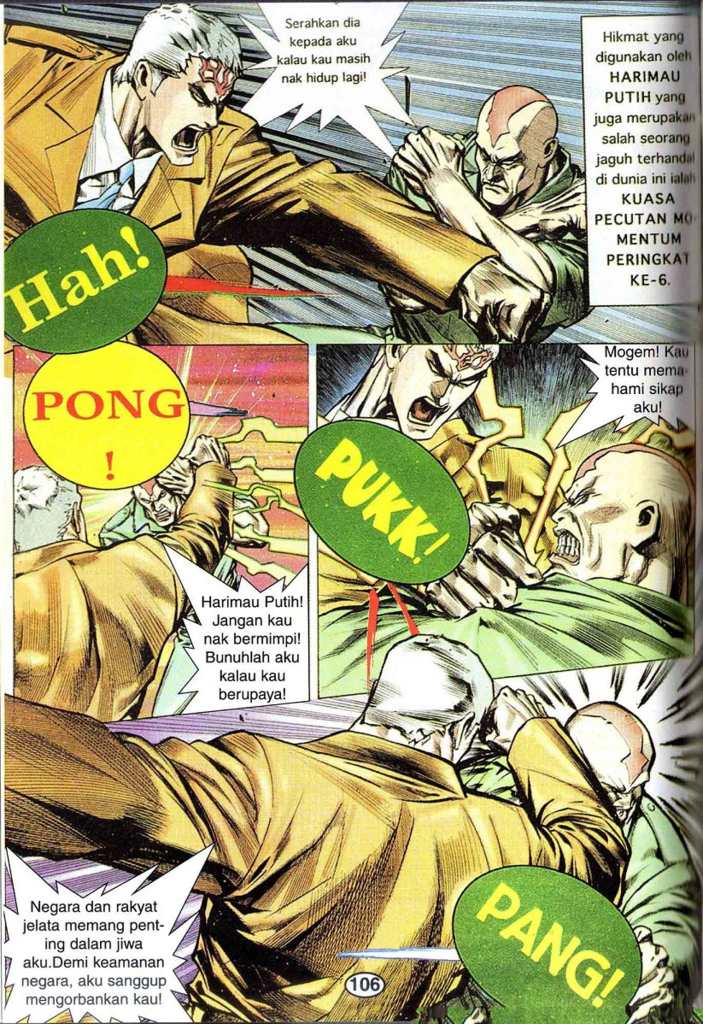 Serahkan dia
kepada aku
kalau kau masih
nak hidup lagi!
Hikmat yang
digunakan oleh
HARIMAU
PUTIH yang
juga merupakan
salah seorang
jaguh terhandal
di dunia ini ialah
KUASA
PECUTAN MO-
MENTUM
PERINGKAT
KE-6.
Hah!
PONG
!
Harimau Putih!
Jangan kau
nak bermimpi!
Bunuhlah aku
kalau kau
berupaya!
PUKK!
Mogem! Kau
tentu mema-
hami sikap
aku!
Negara dan rakyat
jelata memang pent-
ing dalam jiwa
aku.Demi keamanan
negara, aku sanggup
mengorbankan kau!
PANG!
106